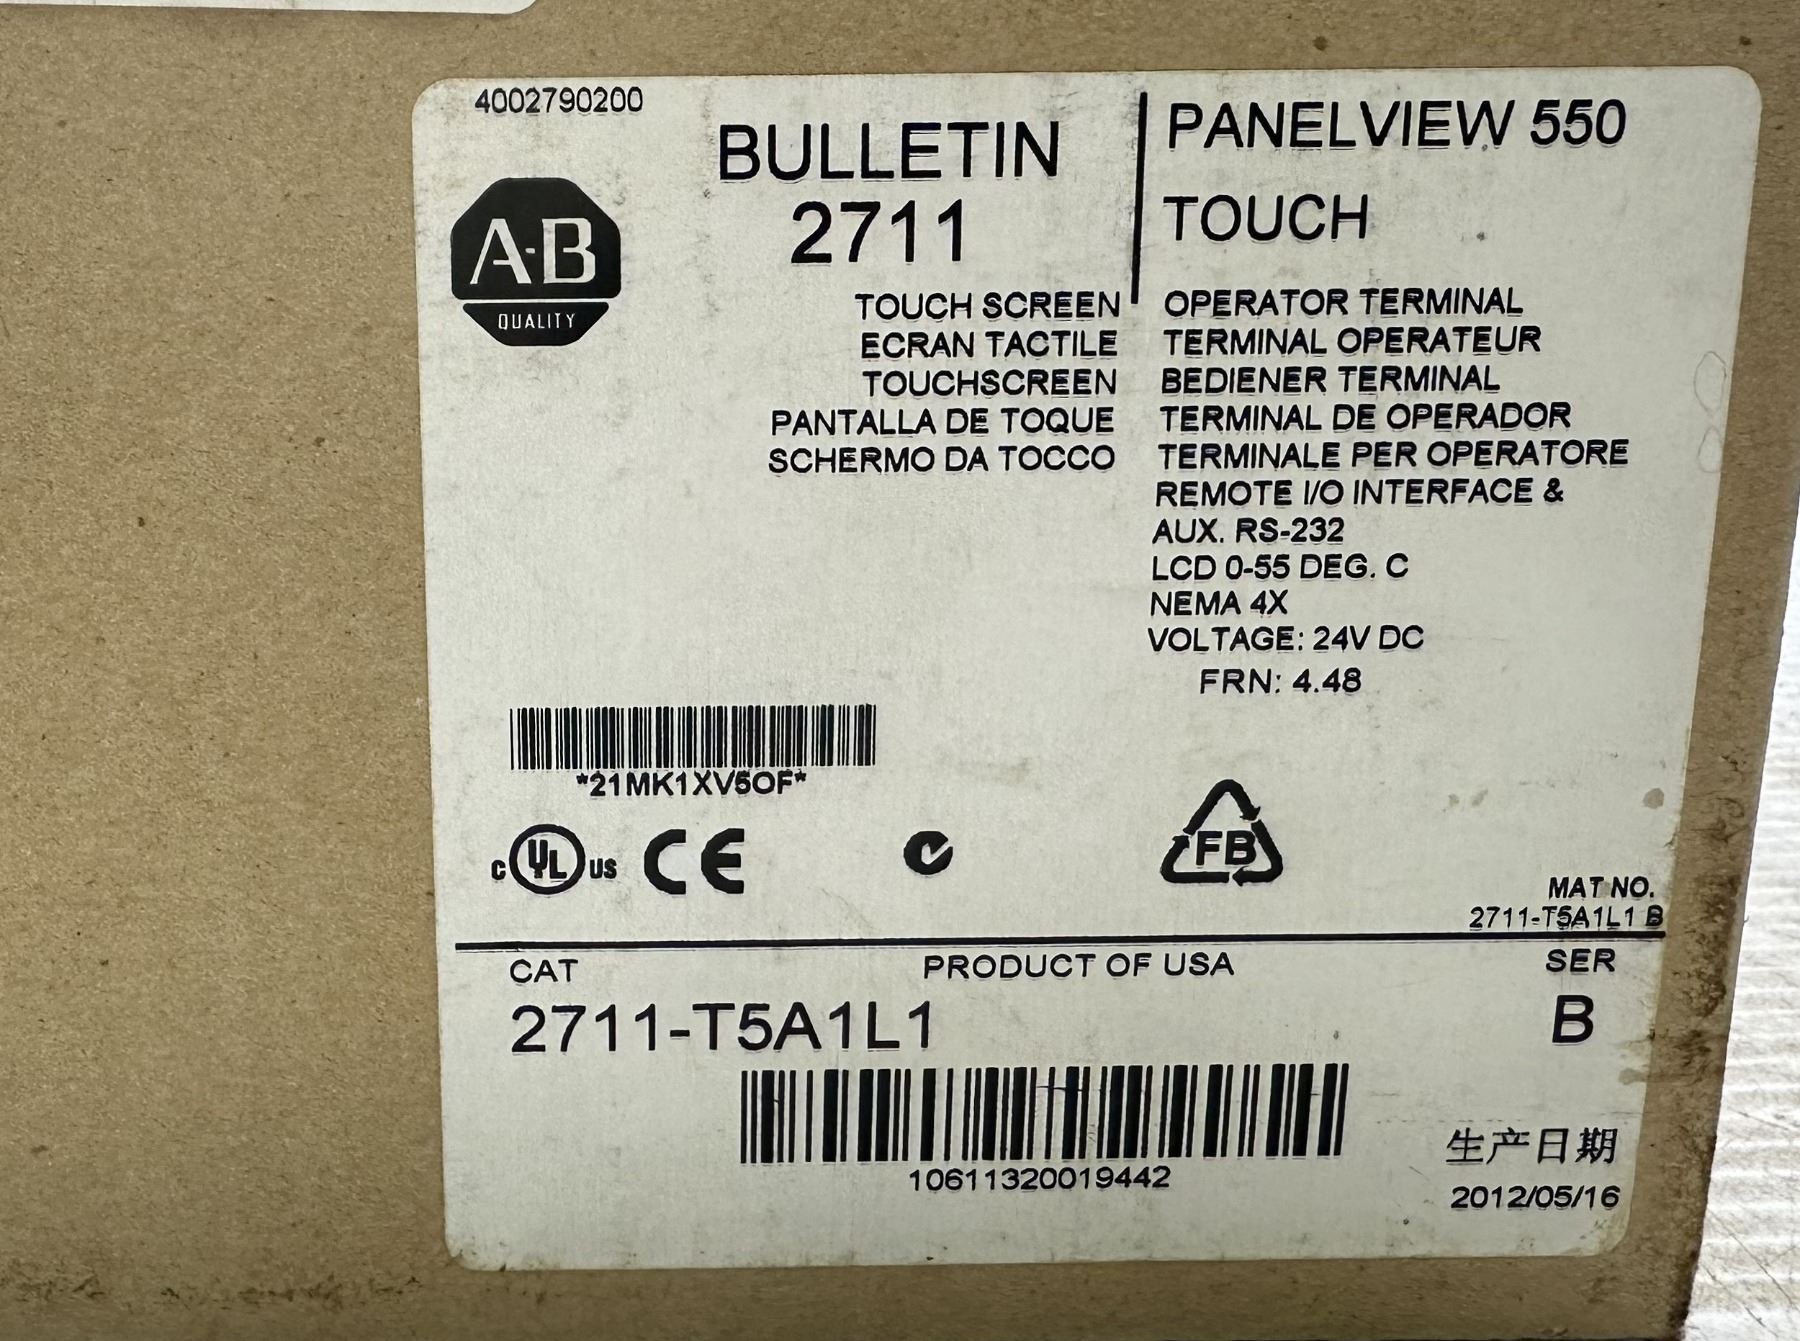 4002790200
BULLETIN
2711
PANELVIEW 550
TOUCH
A-B
QUALITY
TOUCH SCREEN
ECRAN TACTILE
TOUCHSCREEN
PANTALLA DE TOQUE
SCHERMO DA TOCCO
OPERATOR TERMINAL
TERMINAL OPERATEUR
BEDIENER TERMINAL
TERMINAL DE OPERADOR
TERMINALE PER OPERATORE
REMOTE I/O INTERFACE &
AUX. RS-232
LCD 0-55 DEG. C
NEMA 4X
VOLTAGE: 24V DC
FRN: 4.48
*21MK1XV5OF*
C UL US CE
FB
MAT NO.
2711-T5A1L1 B
CAT
PRODUCT OF USA
SER
2711-T5A1L1
B
10611320019442
生产日期
2012/05/16